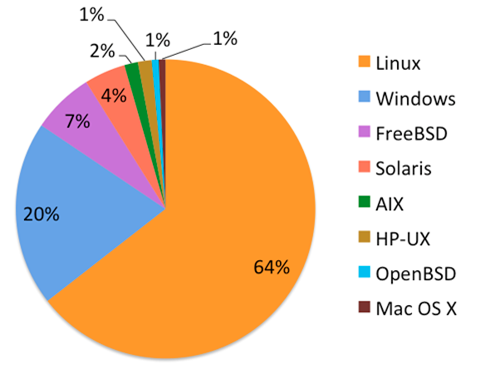 1%
2%
1%
1%
4%
7%
20%
64%
Linux
Windows
FreeBSD
Solaris
AIX
HP-UX
OpenBSD
Mac OS X